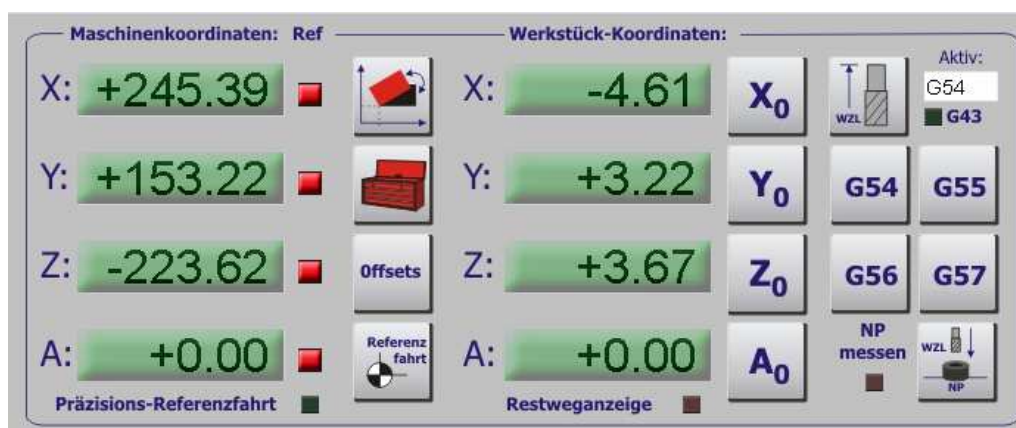 Maschinenkoordinaten: Ref
Werkstück-Koordinaten:
Aktiv:
X: +245.39
X: -4.61
X0
WZL
G54
G43
Y: +153.22
Y: +3.22
Y0
G54
G55
Z: -223.62
Offsets
Z: +3.67
Z0
G56
G57
A: +0.00
Referenz
fahrt
A: +0.00
A0
NP
messen
WZL
NP
Präzisions-Referenzfahrt
Restweganzeige